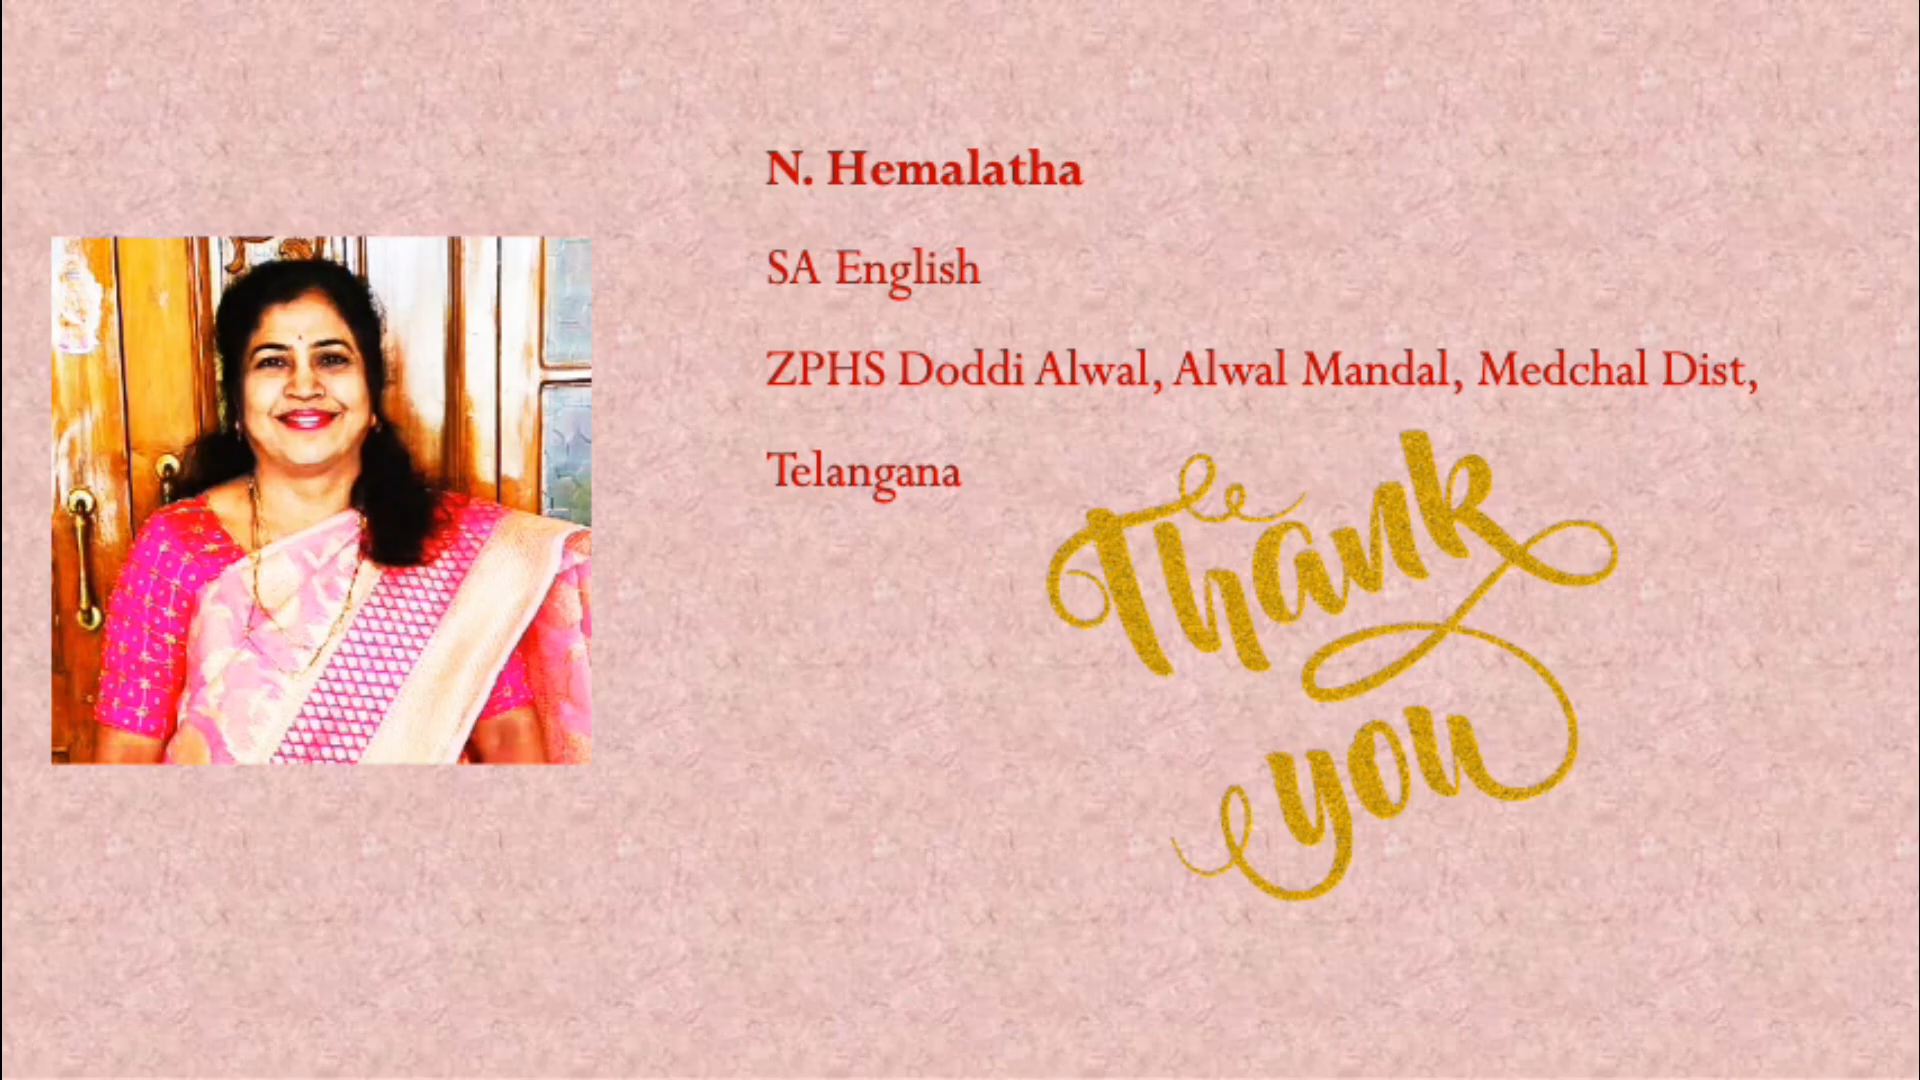 N. Hemalatha
SA English
ZPHS Doddi Alwal, Alwal Mandal, Medchal Dist,
Telangana
Thank
you